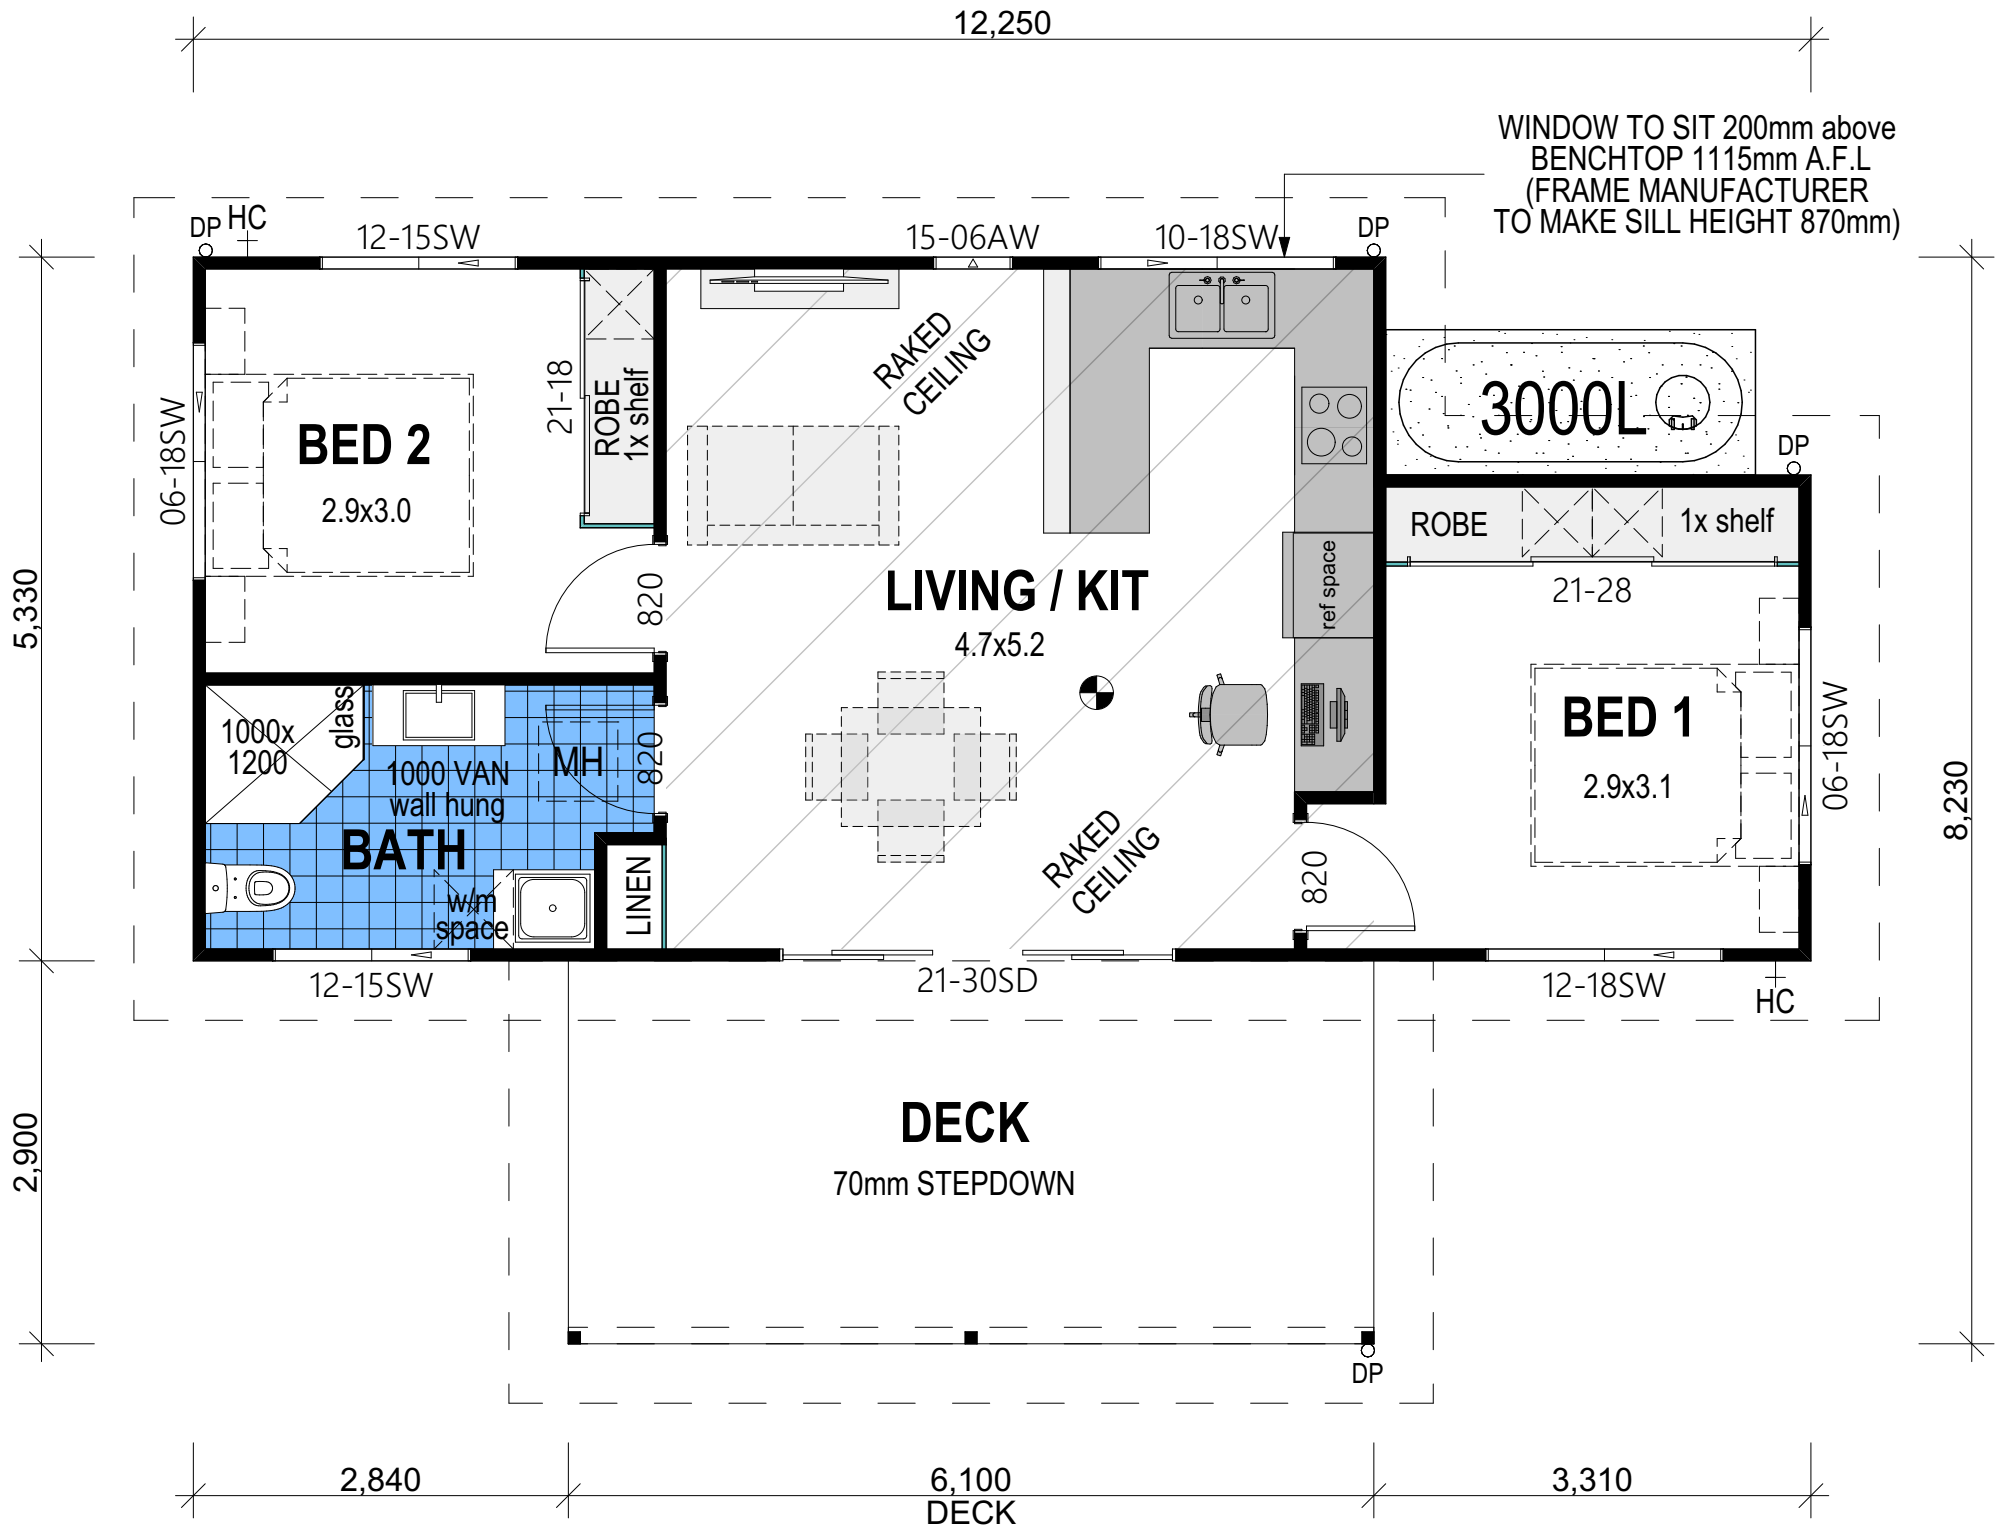 12,250
WINDOW TO SIT 200mm above
BENCHTOP 1115mm A.F.L
(FRAME MANUFACTURER
TO MAKE SILL HEIGHT 870mm)
DP
HC
12-15SW
15-06AW
10-18SW
DP
RAKED
CEILING
21-18
ROBE
1x shelf
3000L
06-18SW
BED 2
2.9x3.0
DP
ROBE
1x shelf
21-28
5,330
820
LIVING / KIT
4.7x5.2
ref space
BED 1
2.9x3.1
06-18SW
8,230
1000x
1200
glass
1000 VAN
wall hung
MH
820
BATH
w/m
space
LINEN
RAKED
CEILING
820
12-15SW
21-30SD
12-18SW
HC
DECK
70mm STEPDOWN
2,900
DP
2,840
6,100
DECK
3,310